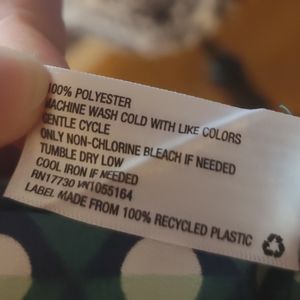 100% POLYESTER
MACHINE WASH COLD WITH LIKE COLORS
GENTLE CYCLE
ONLY NON-CHLORINE BLEACH IF NEEDED
TUMBLE DRY LOW
COOL IRON IF NEEDED
RN17730 VN1055164
LABEL MADE FROM 100% RECYCLED PLASTIC